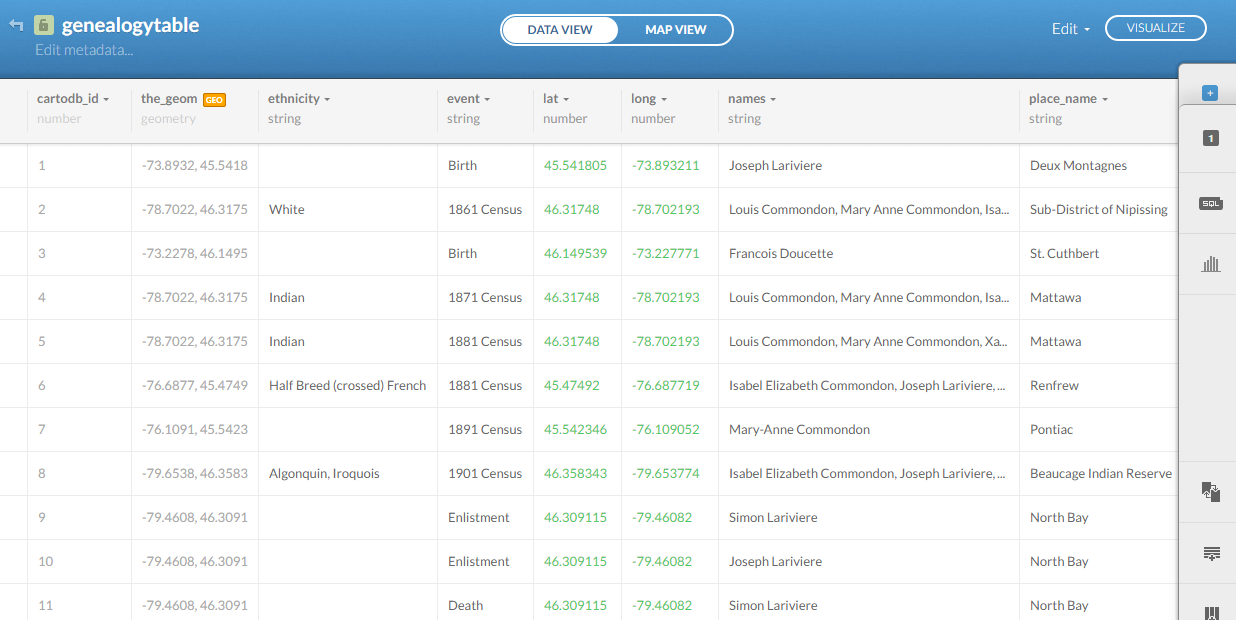 genealogytable
Edit metadata...
DATA VIEW MAP VIEW
Edit VISUALIZE
cartodb_id the_geom GEO ethnicity event lat long names place_name
number geometry string string number number string string
1 -73.8932, 45.5418 Birth 45.541805 -73.893211 Joseph Lariviere Deux Montagnes
2 -78.7022, 46.3175 White 1861 Census 46.31748 -78.702193 Louis Commondon, Mary Anne Commondon, Isa... Sub-District of Nipissing
3 -73.2278, 46.1495 Birth 46.149539 -73.227771 Francois Doucette St. Cuthbert
4 -78.7022, 46.3175 Indian 1871 Census 46.31748 -78.702193 Louis Commondon, Mary Anne Commondon, Isa... Mattawa
5 -78.7022, 46.3175 Indian 1881 Census 46.31748 -78.702193 Louis Commondon, Mary Anne Commondon, Xa... Mattawa
6 -76.6877, 45.4749 Half Breed (crossed) French 1881 Census 45.47492 -76.687719 Isabel Elizabeth Commondon, Joseph Lariviere, ... Renfrew
7 -76.1091, 45.5423 1891 Census 45.542346 -76.109052 Mary-Anne Commondon Pontiac
8 -79.6538, 46.3583 Algonquin, Iroquois 1901 Census 46.358343 -79.653774 Isabel Elizabeth Commondon, Joseph Lariviere, ... Beaucage Indian Reserve
9 -79.4608, 46.3091 Enlistment 46.309115 -79.46082 Simon Lariviere North Bay
10 -79.4608, 46.3091 Enlistment 46.309115 -79.46082 Joseph Lariviere North Bay
11 -79.4608, 46.3091 Death 46.309115 -79.46082 Simon Lariviere North Bay
+
1
SQL